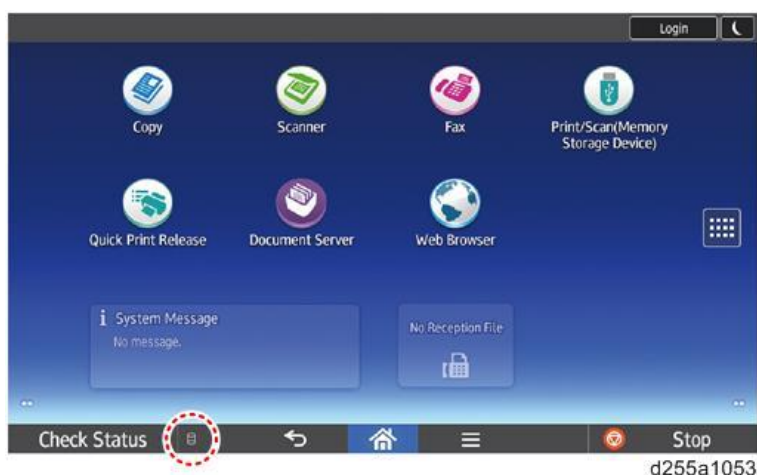 Login
Copy
Scanner
Fax
Print/Scan(Memory
Storage Device)
Quick Print Release
Document Server
Web Browser
i System Message
No message.
No Reception File
Check Status
Stop
d255a1053